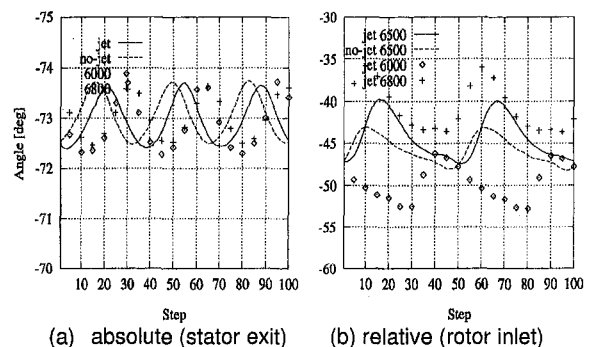 Angle [deg]
-75
-74
-73
-72
-71
-70
jet
no-jet
6000
6800
0 10 20 30 40 50 60 70 80 90 100
Step
(a) absolute (stator exit)
-30
-35
-40
-45
-50
-55
-60
jet 6500
no-jet 6500
jet 6000
jet 6800
0 10 20 30 40 50 60 70 80 90 100
Step
(b) relative (rotor inlet)